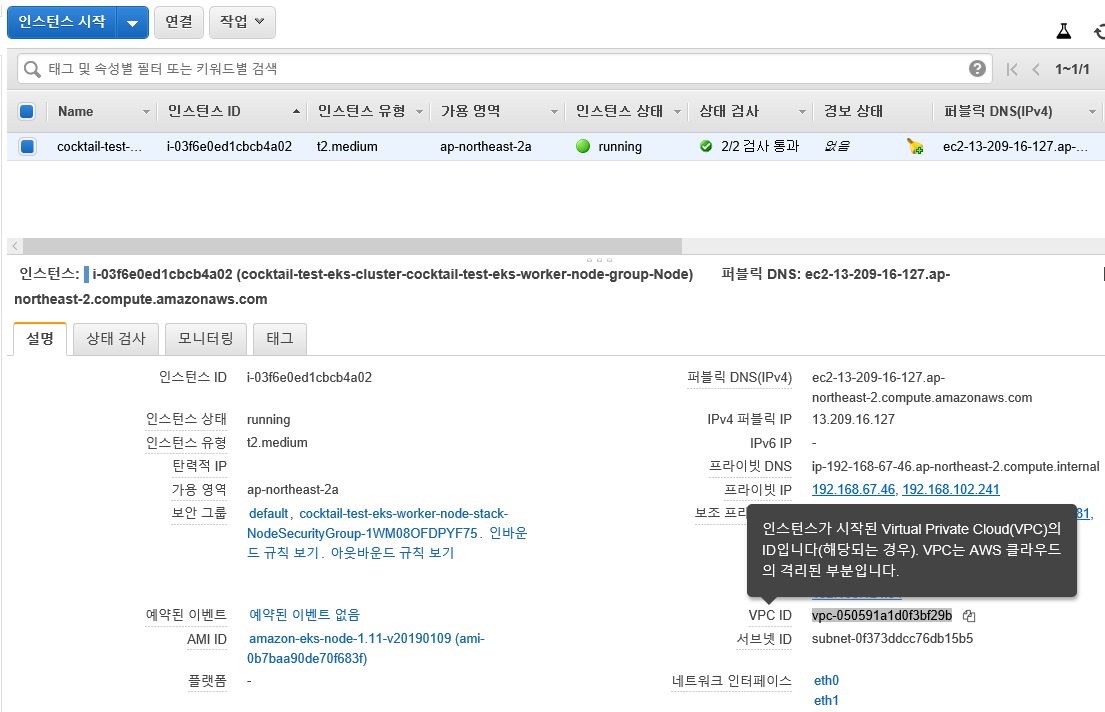 인스턴스 시작 연결 작업
태그 및 속성별 필터 또는 키워드별 검색 1~1/1
Name 인스턴스 ID 인스턴스 유형 가용 영역 인스턴스 상태 상태 검사 경보 상태 퍼블릭 DNS(IPv4)
cocktail-test-... i-03f6e0ed1cbcb4a02 t2.medium ap-northeast-2a running 2/2 검사 통과 없음 ec2-13-209-16-127.ap-...
인스턴스: i-03f6e0ed1cbcb4a02 (cocktail-test-eks-cluster-cocktail-test-eks-worker-node-group-Node) 퍼블릭 DNS: ec2-13-209-16-127.ap-
northeast-2.compute.amazonaws.com
설명 상태 검사 모니터링 태그
인스턴스 ID i-03f6e0ed1cbcb4a02
인스턴스 상태 running
인스턴스 유형 t2.medium
탄력적 IP
가용 영역 ap-northeast-2a
보안 그룹 default, cocktail-test-eks-worker-node-stack-
NodeSecurityGroup-1WM08OFDPYF75. 인바운
드 규칙 보기. 아웃바운드 규칙 보기
예약된 이벤트 예약된 이벤트 없음
AMI ID amazon-eks-node-1.11-v20190109 (ami-
0b7baa90de70f683f)
플랫폼 -
퍼블릭 DNS(IPv4) ec2-13-209-16-127.ap-
northeast-2.compute.amazonaws.com
IPv4 퍼블릭 IP 13.209.16.127
IPv6 IP -
프라이빗 DNS ip-192-168-67-46.ap-northeast-2.compute.internal
프라이빗 IP 192.168.67.46, 192.168.102.241
보조 프라 81,
인스턴스가 시작된 Virtual Private Cloud(VPC)의
ID입니다(해당되는 경우). VPC는 AWS 클라우드
의 격리된 부분입니다.
VPC ID vpc-050591a1d0f3bf29b
서브넷 ID subnet-0f373ddcc76db15b5
네트워크 인터페이스 eth0
eth1